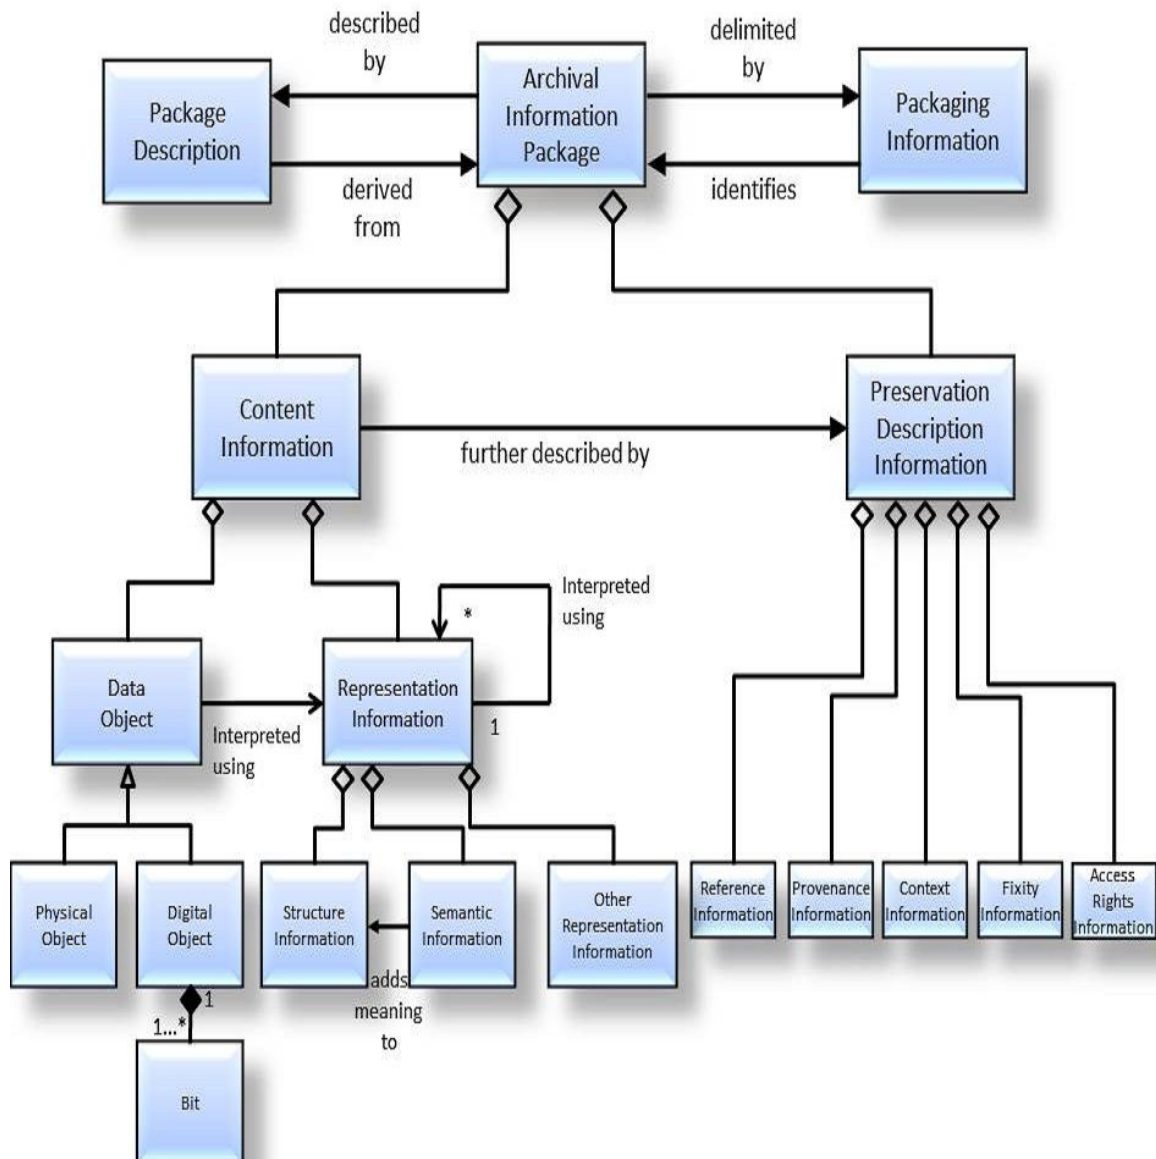 described
by
delimited
by
Package
Description
Archival
Information
Package
Packaging
Information
derived
from
identifies
Content
Information
further described by
Preservation
Description
Information
*
Interpreted
using
Data
Object
Interpreted
using
Representation
Information
1
Physical
Object
Digital
Object
Structure
Information
Semantic
Information
Other
Representation
Information
Reference
Information
Provenance
Information
Context
Information
Fixity
Information
Access
Rights
Information
adds
meaning
to
1
1...*
Bit